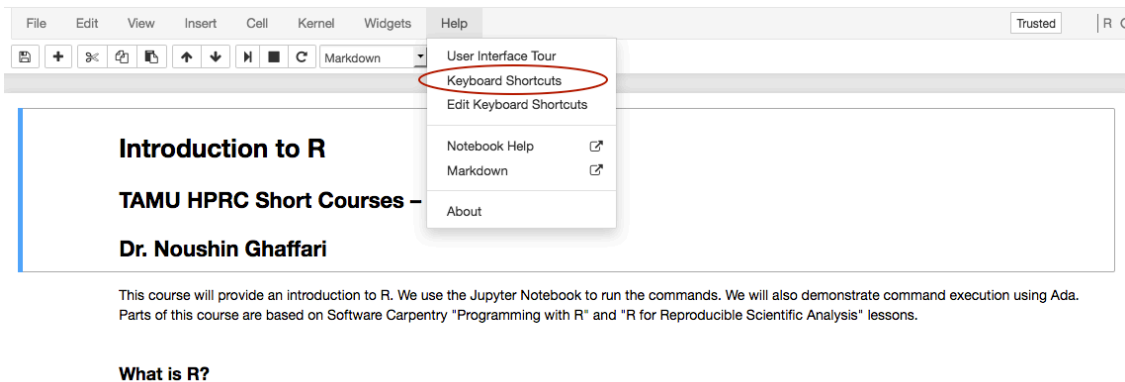 File Edit View Insert Cell Kernel Widgets Help Trusted R
Markdown
User Interface Tour
Keyboard Shortcuts
Edit Keyboard Shortcuts
Notebook Help
Markdown
About
Introduction to R
TAMU HPRC Short Courses –
Dr. Noushin Ghaffari
This course will provide an introduction to R. We use the Jupyter Notebook to run the commands. We will also demonstrate command execution using Ada.
Parts of this course are based on Software Carpentry "Programming with R" and "R for Reproducible Scientific Analysis" lessons.
What is R?